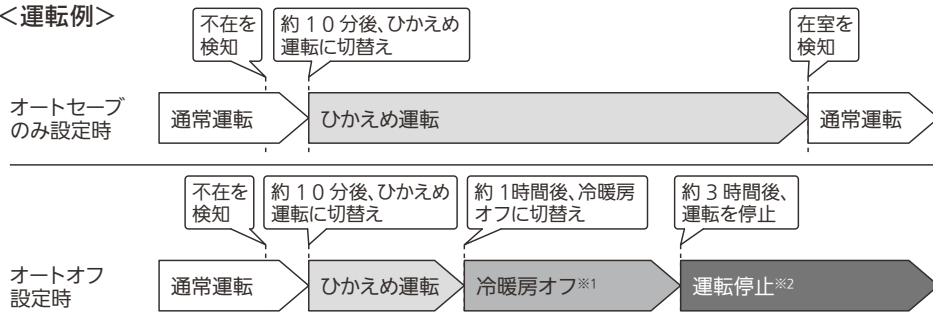 ＜運転例＞
不在を
検知
約10分後、ひかえめ
運転に切替え
在室を
検知
オートセーブ
のみ設定時
通常運転
ひかえめ運転
通常運転
不在を
検知
約10分後、ひかえめ
運転に切替え
約1時間後、冷暖房
オフに切替え
約3時間後、
運転を停止
オートオフ
設定時
通常運転
ひかえめ運転
冷暖房オフ※1
運転停止※2